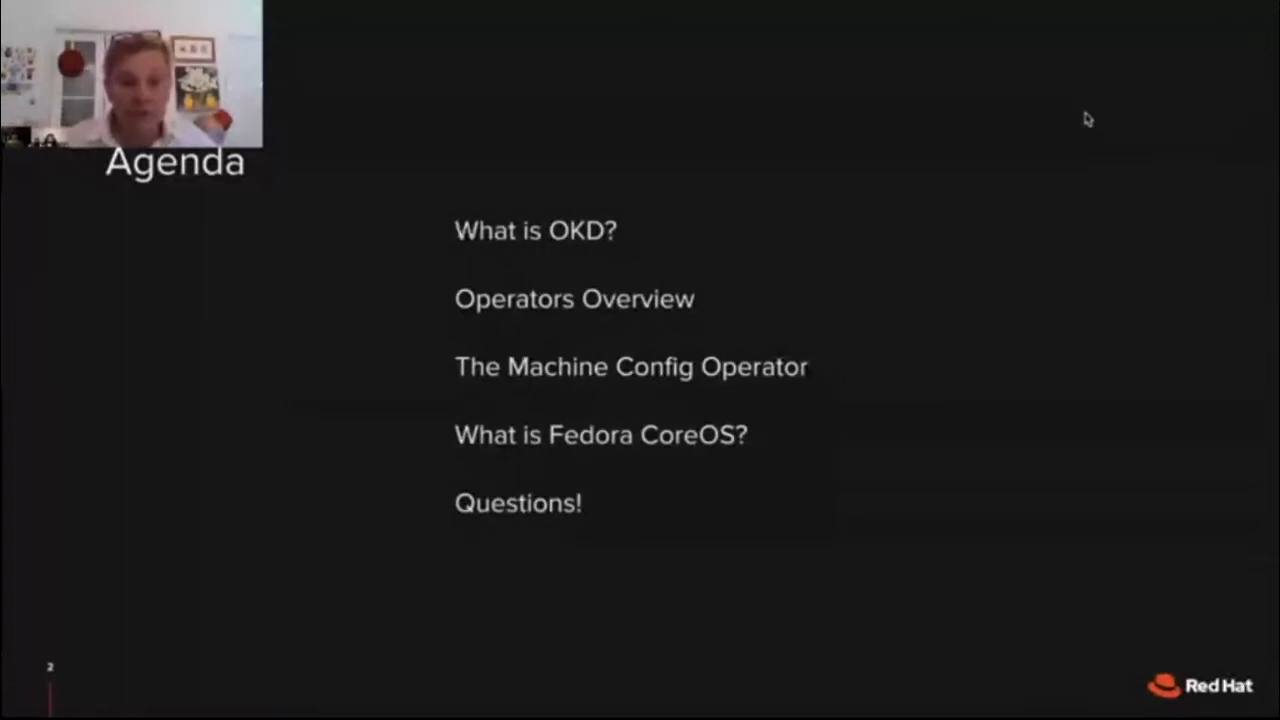 Agenda
What is OKD?
Operators Overview
The Machine Config Operator
What is Fedora CoreOS?
Questions!
2
Red Hat